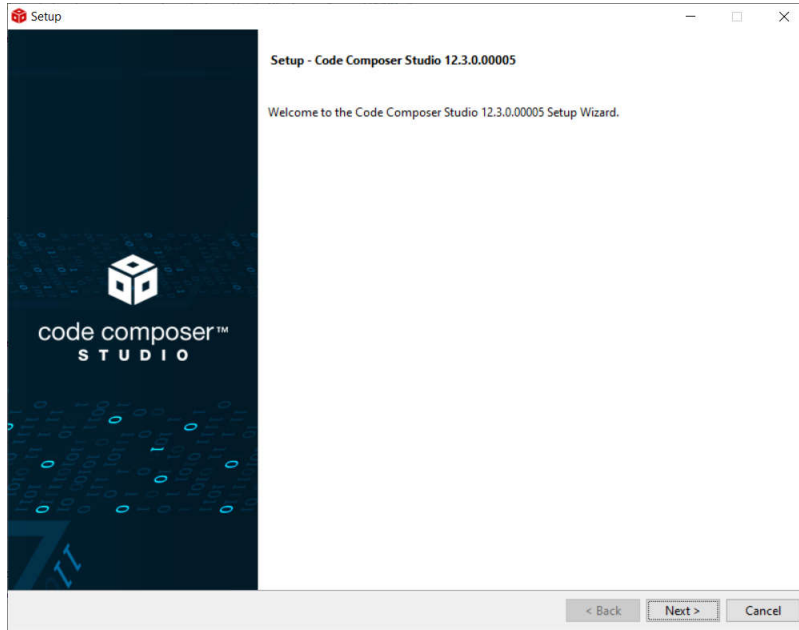 Setup
Setup - Code Composer Studio 12.3.0.00005
Welcome to the Code Composer Studio 12.3.0.00005 Setup Wizard.
code composer™
STUDIO
< Back
Next >
Cancel